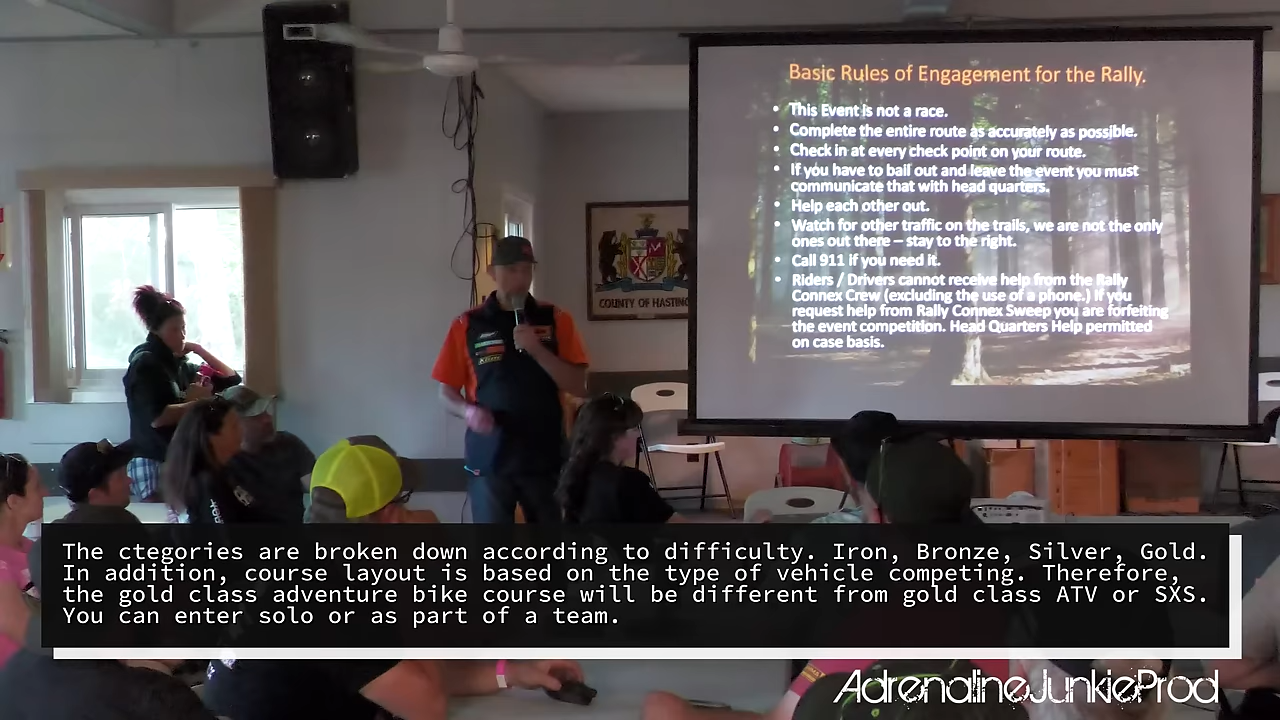 Basic Rules of Engagement for the Rally.
• This Event is not a race.
• Complete the entire route as accurately as possible.
• Check in at every check point on your route.
• If you have to bail out and leave the event you must
communicate that with head quarters.
• Help each other out.
• Watch for other traffic on the trails, we are not the only
ones out there – stay to the right.
• Call 911 if you need it.
• Riders / Drivers cannot receive help from the Rally
Connex Crew (excluding the use of a phone.) If you
request help from Rally Connex Sweep you are forfeiting
the event competition. Head Quarters Help permitted
on case basis.
COUNTY OF HASTIN
The ctegories are broken down according to difficulty. Iron, Bronze, Silver, Gold.
In addition, course layout is based on the type of vehicle competing. Therefore,
the gold class adventure bike course will be different from gold class ATV or SXS.
You can enter solo or as part of a team.
AdrenalineJunkieProd